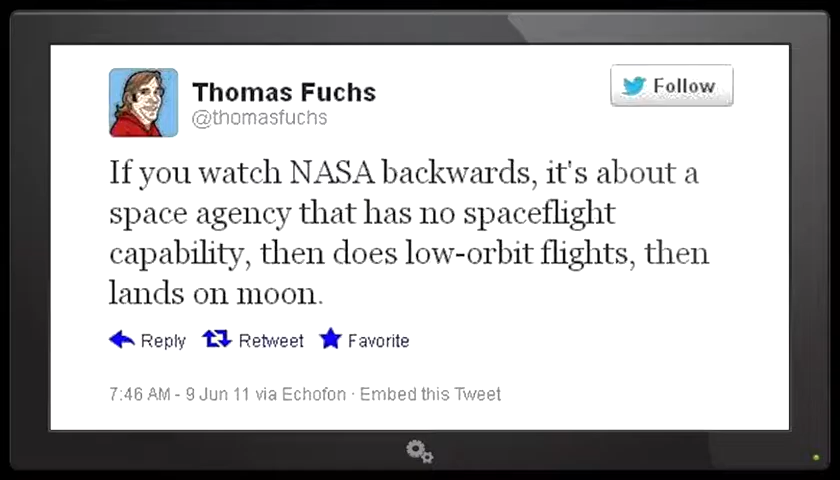 Thomas Fuchs
@thomasfuchs
Follow
If you watch NASA backwards, it's about a
space agency that has no spaceflight
capability, then does low-orbit flights, then
lands on moon.
Reply Retweet Favorite
7:46 AM - 9 Jun 11 via Echofon · Embed this Tweet